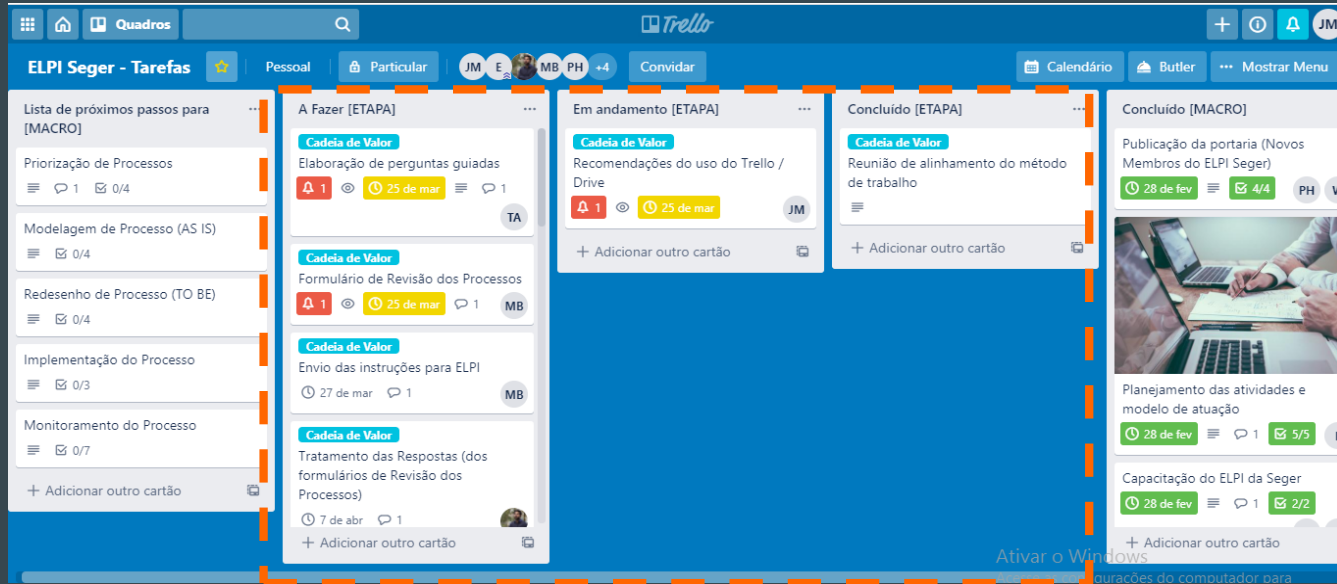 Quadros
Trello
JM
ELPI Seger - Tarefas
Pessoal
Particular
JM
E
MB
PH
+4
Convidar
Calendário
Butler
Mostrar Menu
Lista de próximos passos para
[MACRO]
Priorização de Processos
1
0/4
Modelagem de Processo (AS IS)
0/4
Redesenho de Processo (TO BE)
0/4
Implementação do Processo
0/3
Monitoramento do Processo
0/7
+ Adicionar outro cartão
A Fazer [ETAPA]
Cadeia de Valor
Elaboração de perguntas guiadas
1
25 de mar
1
TA
Cadeia de Valor
Formulário de Revisão dos Processos
1
25 de mar
1
MB
Cadeia de Valor
Envio das instruções para ELPI
27 de mar
1
MB
Cadeia de Valor
Tratamento das Respostas (dos
formulários de Revisão dos
Processos)
7 de abr
1
+ Adicionar outro cartão
Em andamento [ETAPA]
Cadeia de Valor
Recomendações do uso do Trello /
Drive
1
25 de mar
JM
+ Adicionar outro cartão
Concluído [ETAPA]
Cadeia de Valor
Reunião de alinhamento do método
de trabalho
+ Adicionar outro cartão
Concluído [MACRO]
Publicação da portaria (Novos
Membros do ELPI Seger)
28 de fev
4/4
PH
Planejamento das atividades e
modelo de atuação
28 de fev
1
5/5
Capacitação do ELPI da Seger
28 de fev
1
2/2
+ Adicionar outro cartão
Ativar o Windows
configurações do computador para